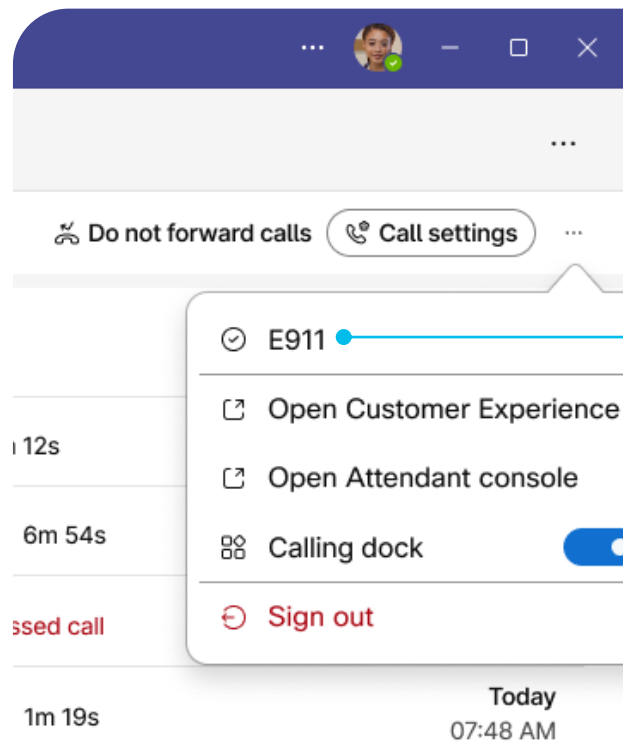 Do not forward calls
Call settings
E911
Open Customer Experience
12s
Open Attendant console
6m 54s
Calling dock
Sign out
ssed call
Today
1m 19s
07:48 AM